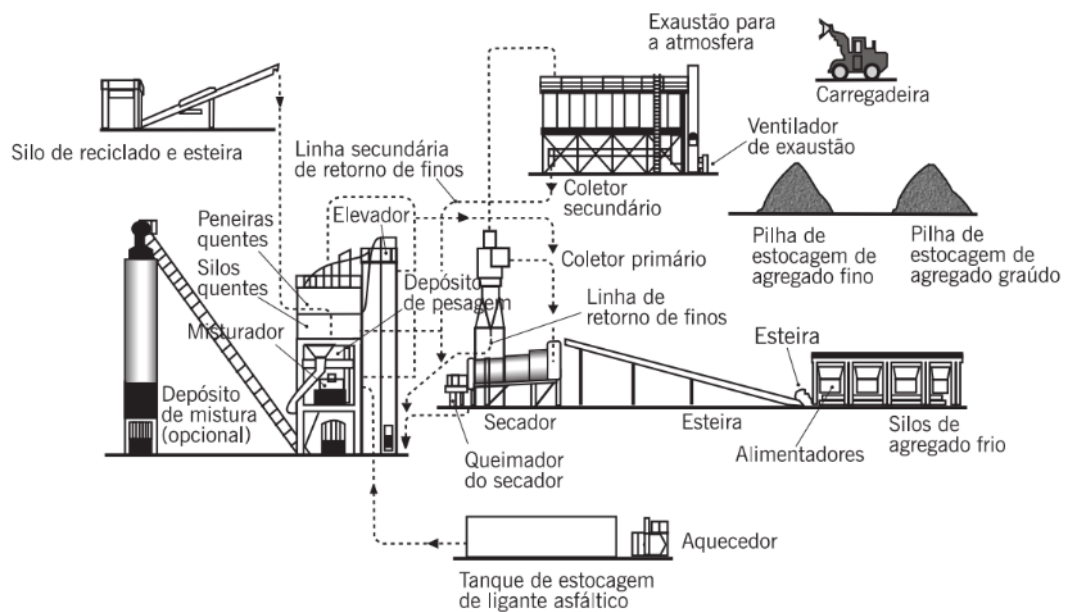 Exaustão para
a atmosfera
Carregadeira
Silo de reciclado e esteira
Linha secundária
de retorno de finos
Ventilador
de exaustão
Coletor
secundário
Peneiras
quentes
Elevador
Silos
quentes
Depósito
de pesagem
Coletor primário
Pilha de
estocagem de
agregado fino
Pilha de
estocagem de
agregado graúdo
Misturador
Linha de
retorno de finos
Esteira
Depósito
de mistura
(opcional)
Secador
Esteira
Alimentadores
Silos de
agregado frio
Queimador
do secador
Aquecedor
Tanque de estocagem
de ligante asfáltico